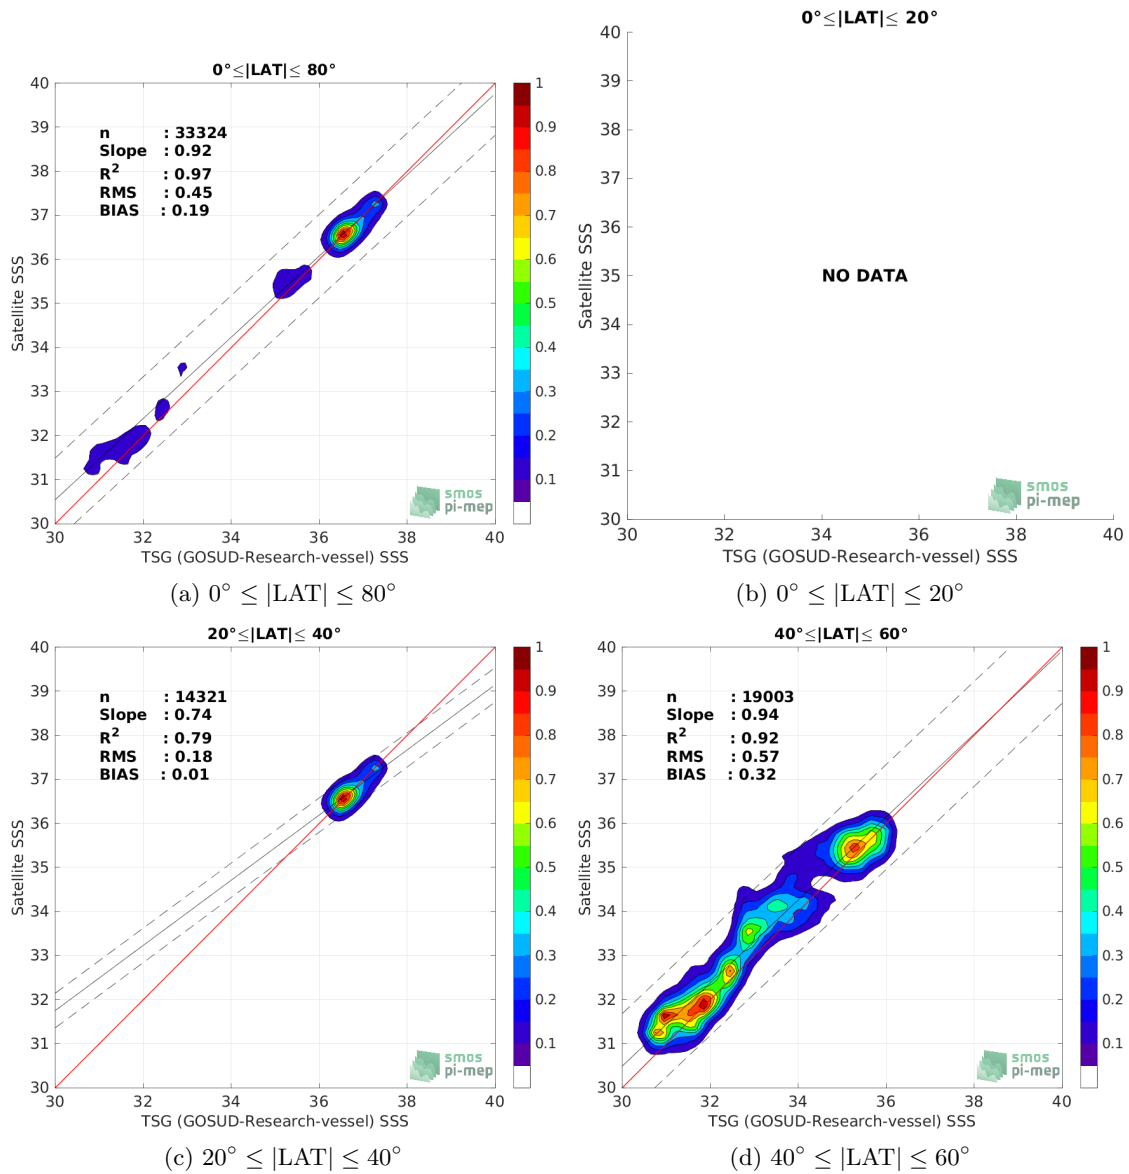 0°≤|LAT|≤ 80°
40
39
38
37
36
35
34
33
32
31
30
Satellite SSS
n : 33324
Slope : 0.92
R² : 0.97
RMS : 0.45
BIAS : 0.19
smos
pi-mep
30 32 34 36 38 40
TSG (GOSUD-Research-vessel) SSS
1
0.9
0.8
0.7
0.6
0.5
0.4
0.3
0.2
0.1
(a) 0° ≤ |LAT| ≤ 80°
0°≤|LAT|≤ 20°
40
39
38
37
36
35
34
33
32
31
30
Satellite SSS
NO DATA
smos
pi-mep
30 32 34 36 38 40
TSG (GOSUD-Research-vessel) SSS
(b) 0° ≤ |LAT| ≤ 20°
20°≤|LAT|≤ 40°
40
39
38
37
36
35
34
33
32
31
30
Satellite SSS
n : 14321
Slope : 0.74
R² : 0.79
RMS : 0.18
BIAS : 0.01
smos
pi-mep
30 32 34 36 38 40
TSG (GOSUD-Research-vessel) SSS
1
0.9
0.8
0.7
0.6
0.5
0.4
0.3
0.2
0.1
(c) 20° ≤ |LAT| ≤ 40°
40°≤|LAT|≤ 60°
40
39
38
37
36
35
34
33
32
31
30
Satellite SSS
n : 19003
Slope : 0.94
R² : 0.92
RMS : 0.57
BIAS : 0.32
smos
pi-mep
30 32 34 36 38 40
TSG (GOSUD-Research-vessel) SSS
1
0.9
0.8
0.7
0.6
0.5
0.4
0.3
0.2
0.1
(d) 40° ≤ |LAT| ≤ 60°